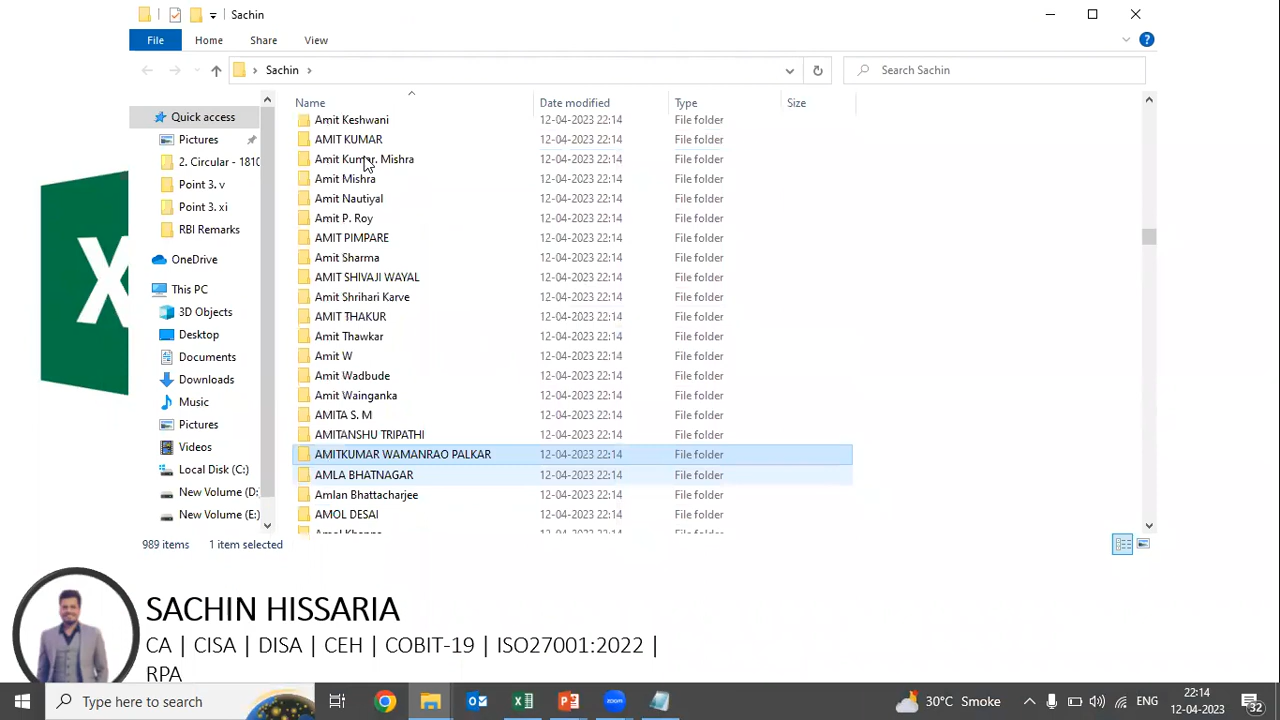 Sachin
File Home Share View
Sachin
Search Sachin
Name Date modified Type Size
Quick access
Pictures
2. Circular - 1810
Point 3. v
Point 3. xi
RBI Remarks
OneDrive
This PC
3D Objects
Desktop
Documents
Downloads
Music
Pictures
Videos
Local Disk (C:)
New Volume (D:
New Volume (E:)
Amit Keshwani 12-04-2023 22:14 File folder
AMIT KUMAR 12-04-2023 22:14 File folder
Amit Kumar. Mishra 12-04-2023 22:14 File folder
Amit Mishra 12-04-2023 22:14 File folder
Amit Nautiyal 12-04-2023 22:14 File folder
Amit P. Roy 12-04-2023 22:14 File folder
AMIT PIMPARE 12-04-2023 22:14 File folder
Amit Sharma 12-04-2023 22:14 File folder
AMIT SHIVAJI WAYAL 12-04-2023 22:14 File folder
Amit Shrihari Karve 12-04-2023 22:14 File folder
AMIT THAKUR 12-04-2023 22:14 File folder
Amit Thawkar 12-04-2023 22:14 File folder
Amit W 12-04-2023 22:14 File folder
Amit Wadbude 12-04-2023 22:14 File folder
Amit Wainganka 12-04-2023 22:14 File folder
AMITA S. M 12-04-2023 22:14 File folder
AMITANSHU TRIPATHI 12-04-2023 22:14 File folder
AMITKUMAR WAMANRAO PALKAR 12-04-2023 22:14 File folder
AMLA BHATNAGAR 12-04-2023 22:14 File folder
Amlan Bhattacharjee 12-04-2023 22:14 File folder
AMOL DESAI 12-04-2023 22:14 File folder
Amol Khanna 12-04-2023 22:14 File folder
989 items 1 item selected
X
SACHIN HISSARIA
CA | CISA | DISA | CEH | COBIT-19 | ISO27001:2022 |
RPA
Type here to search
zoom
30°C Smoke
ENG
22:14
12-04-2023
32